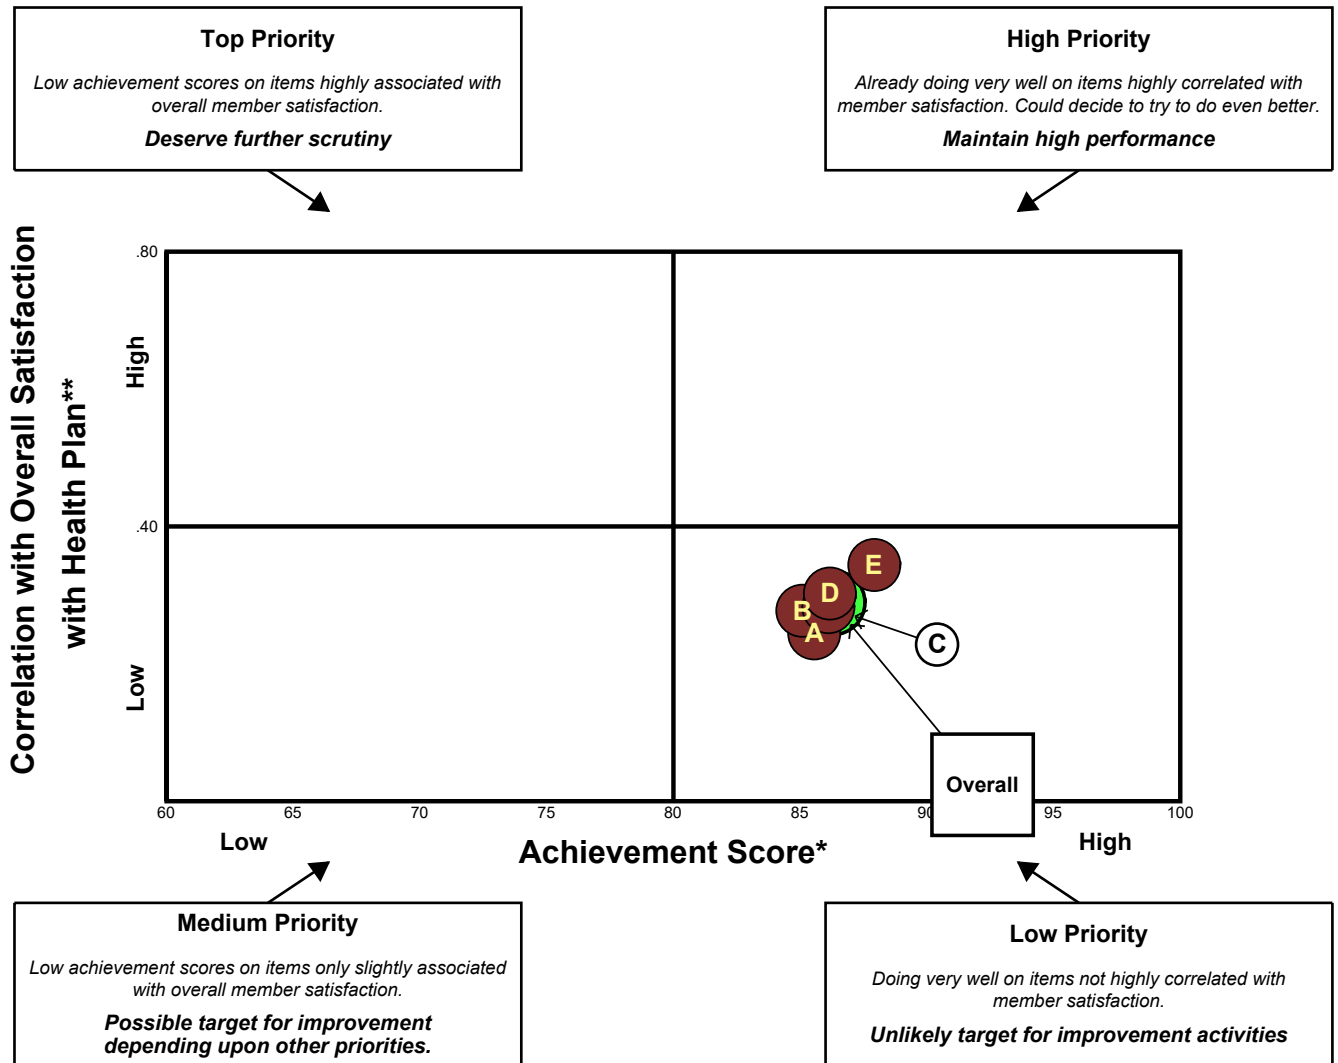 Top Priority
Low achievement scores on items highly associated with
overall member satisfaction.
Deserve further scrutiny
High Priority
Already doing very well on items highly correlated with
member satisfaction. Could decide to try to do even better.
Maintain high performance
Correlation with Overall Satisfaction
with Health Plan**
.80
High
.40
Low
E
D
B
A
C
Overall
60
65
70
75
80
85
90
95
100
Low
Achievement Score*
High
Medium Priority
Low achievement scores on items only slightly associated
with overall member satisfaction.
Possible target for improvement
depending upon other priorities.
Low Priority
Doing very well on items not highly correlated with
member satisfaction.
Unlikely target for improvement activities